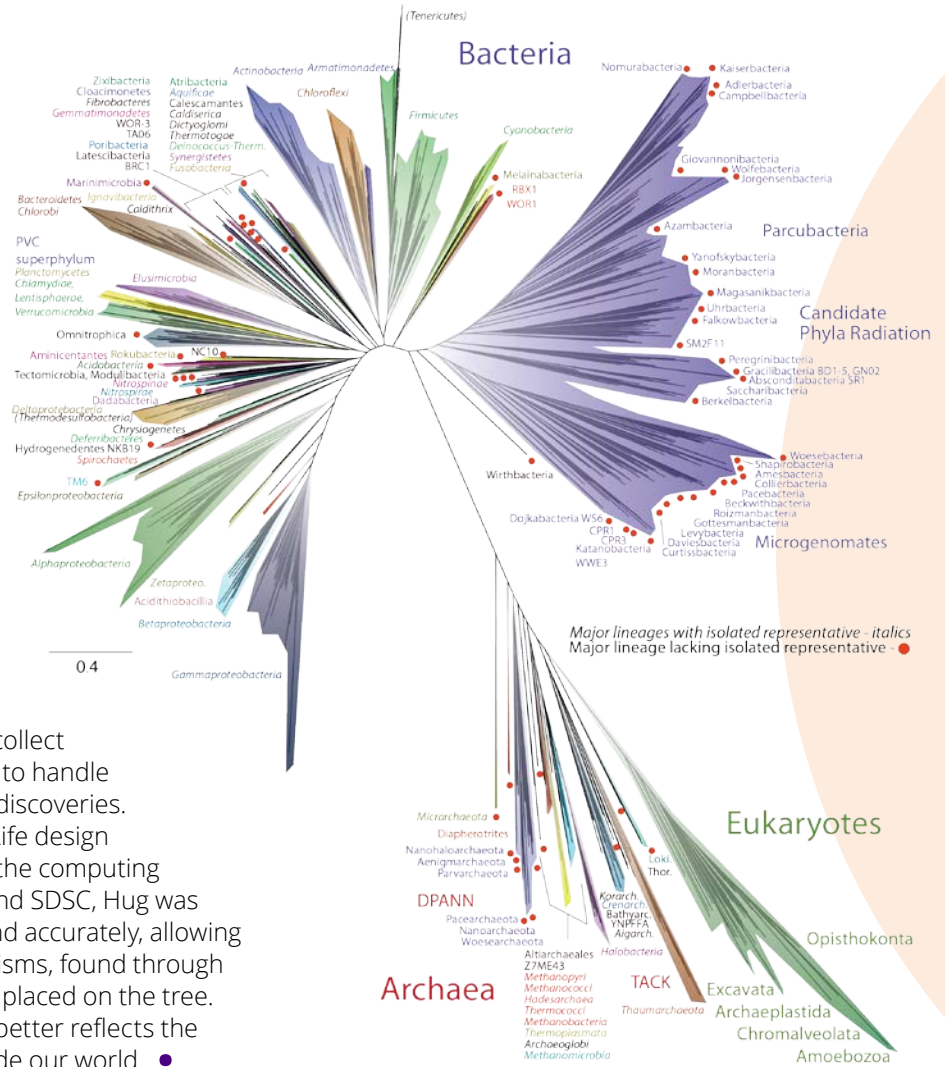 (Tenericutes)
Bacteria
Actinobacteria
Armatimonadetes
Nomurabacteria
Kaiserbacteria
Adlerbacteria
Campbellbacteria
Zixibacteria
Cloacimonetes
Fibrobacteres
Gemmatimonadetes
WOR-3
TA06
Poribacteria
Latescibacteria
BRC1
Atribacteria
Aquificae
Calescamantes
Caldiserica
Dictyoglomi
Thermotogae
Deinococcus-Therm.
Synergistetes
Fusobacteria
Chloroflexi
Firmicutes
Cyanobacteria
Melainabacteria
RBX1
WOR1
Giovannonibacteria
Wolfebacteria
Jorgensenbacteria
Marinimicrobia
Bacteroidetes
Ignavibacteria
Chlorobi
Caldithrix
Azambacteria
Parcubacteria
PVC
superphylum
Planctomycetes
Chlamydiae,
Lentisphaerae,
Verrucomicrobia
Elusimicrobia
Yanofskybacteria
Moranbacteria
Magasanikbacteria
Uhrbacteria
Falkowbacteria
Candidate
Phyla Radiation
SM2F11
Omnitrophica
Aminicentantes
Rokubacteria
NC10
Acidobacteria
Tectomicrobia, Modulibacteria
Nitrospinae
Nitrospirae
Dadabacteria
Deltaprotebacteria
(Thermodesulfobacteria)
Chrysiogenetes
Deferribacteres
Hydrogenedentes NKB19
Spirochaetes
TM6
Epsilonproteobacteria
Peregrinibacteria
Gracilibacteria BD1-5, GN02
Absconditabacteria SR1
Saccharibacteria
Berkelbacteria
Wirthbacteria
Woesebacteria
Shapirobacteria
Amesbacteria
Collierbacteria
Pacebacteria
Beckwithbacteria
Roizmanbacteria
Gottesmanbacteria
Levybacteria
Daviesbacteria
Curtissbacteria
Microgenomates
Dojkabacteria WS6
CPR1
CPR3
Katanobacteria
WWE3
Alphaproteobacteria
Zetaproteo.
Acidithiobacillia
Betaproteobacteria
Gammaproteobacteria
0 4
Major lineages with isolated representative - italics
Major lineage lacking isolated representative -
collect
to handle
discoveries.
Life design
the computing
nd SDSC, Hug was
nd accurately, allowing
isms, found through
placed on the tree.
better reflects the
de our world
Micrarchaeota
Diapherotrites
Nanohaloarchaeota
Aenigmarchaeota
Parvarchaeota
DPANN
Pacearchaeota
Nanoarchaeota
Woesearchaeota
Archaea
Altiarchaeales
Z7ME43
Methanopyri
Methanococci
Hadesarchaea
Thermococci
Methanobacteria
Thermoplasmata
Archaeoglobi
Methanomicrobia
Halobacteria
Loki.
Thor.
Korarch.
Crenarch.
Bathyarc.
YNPFFA
Aigarch.
TACK
Thaumarchaeota
Eukaryotes
Opisthokonta
Excavata
Archaeplastida
Chromalveolata
Amoebozoa